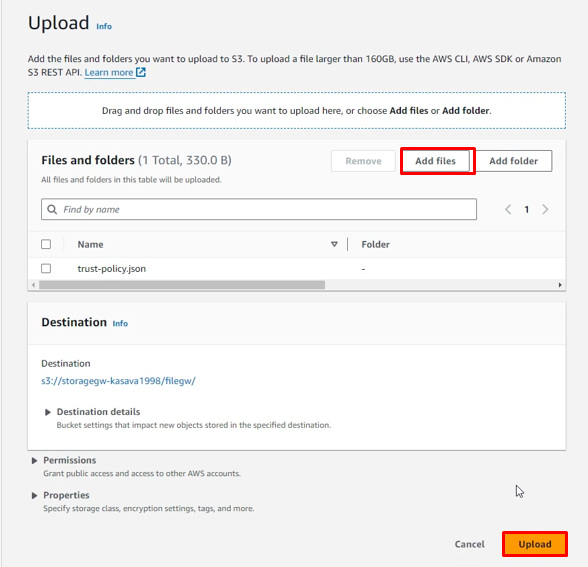 Upload Info
Add the files and folders you want to upload to S3. To upload a file larger than 160GB, use the AWS CLI, AWS SDK or Amazon
S3 REST API. Learn more
Drag and drop files and folders you want to upload here, or choose Add files or Add folder.
Files and folders (1 Total, 330.0 B)
Remove
Add files
Add folder
All files and folders in this table will be uploaded.
Find by name
1
Name
Folder
trust-policy.json
-
Destination Info
Destination
s3://storagegw-kasava1998/filegw/
Destination details
Bucket settings that impact new objects stored in the specified destination.
Permissions
Grant public access and access to other AWS accounts.
Properties
Specify storage class, encryption settings, tags, and more.
Cancel
Upload